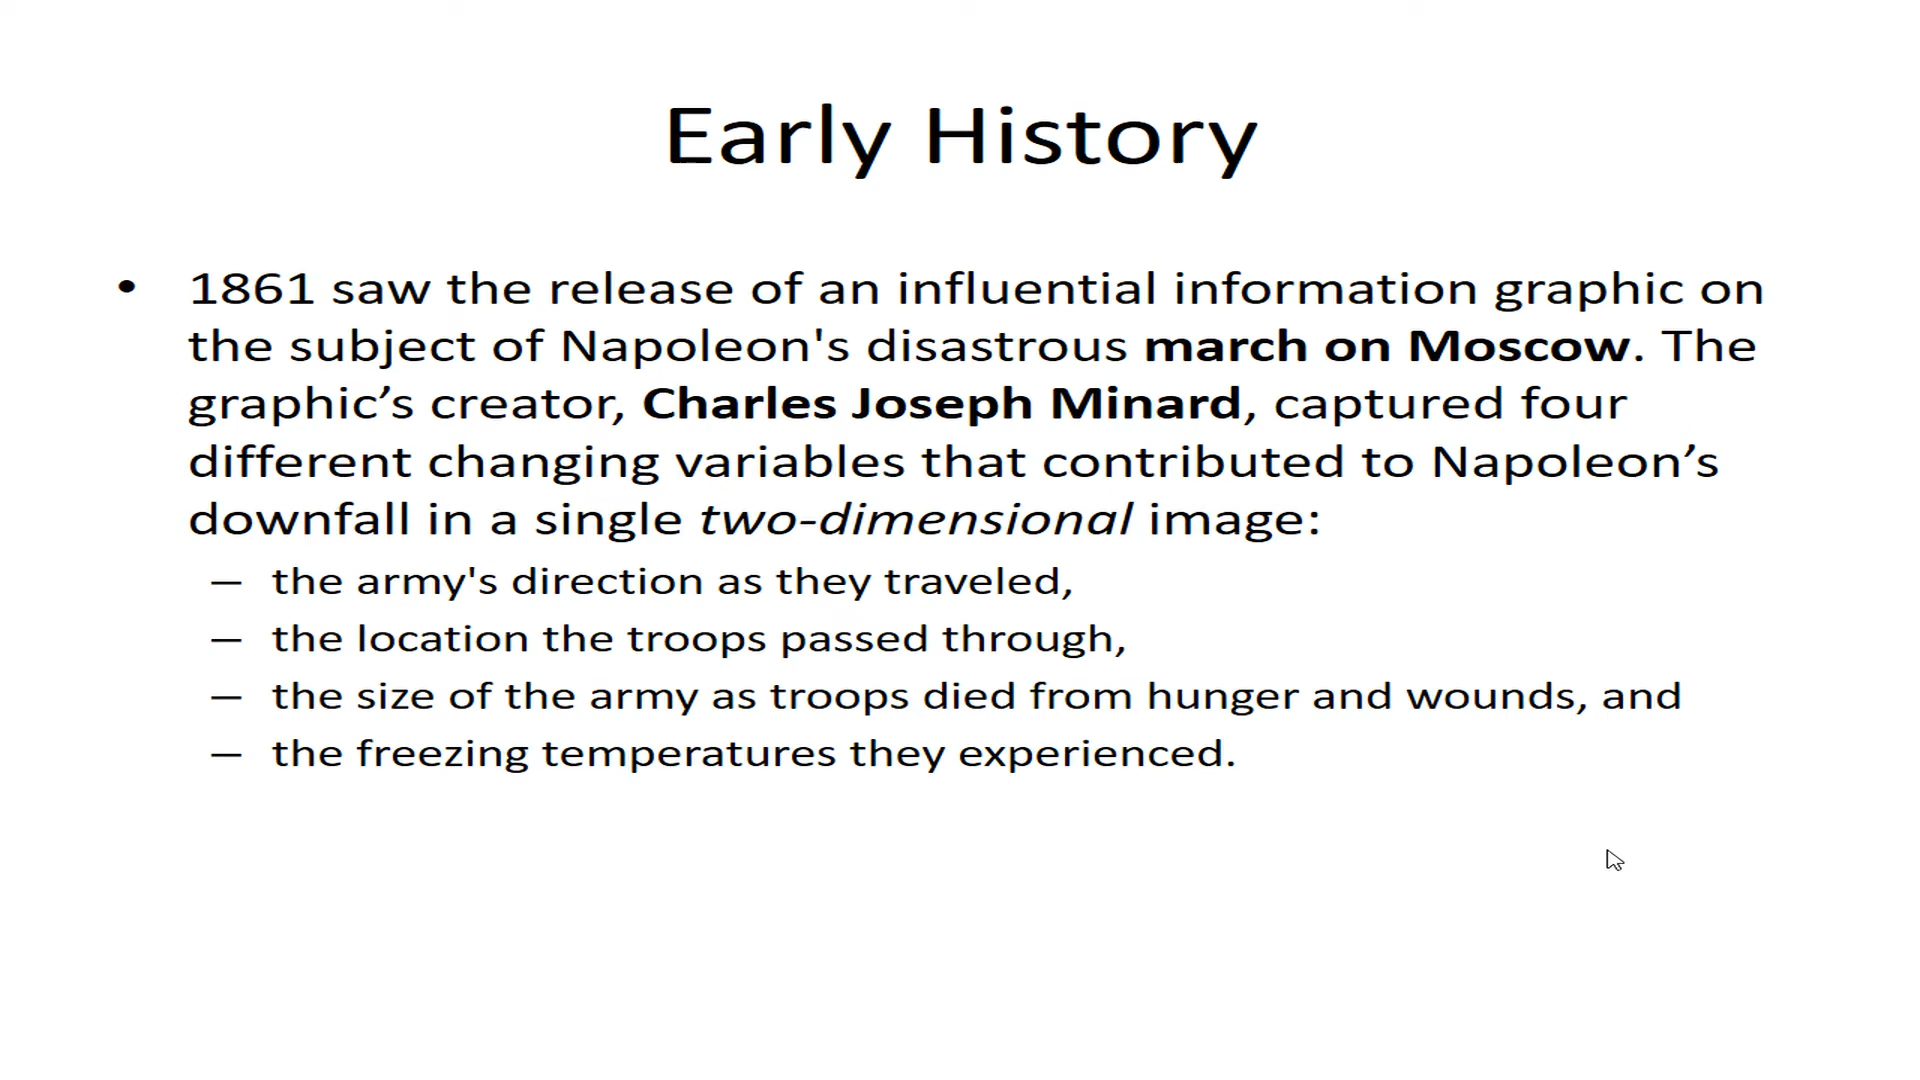 Early History
• 1861 saw the release of an influential information graphic on
the subject of Napoleon's disastrous march on Moscow. The
graphic’s creator, Charles Joseph Minard, captured four
different changing variables that contributed to Napoleon’s
downfall in a single two-dimensional image:
– the army's direction as they traveled,
– the location the troops passed through,
– the size of the army as troops died from hunger and wounds, and
– the freezing temperatures they experienced.